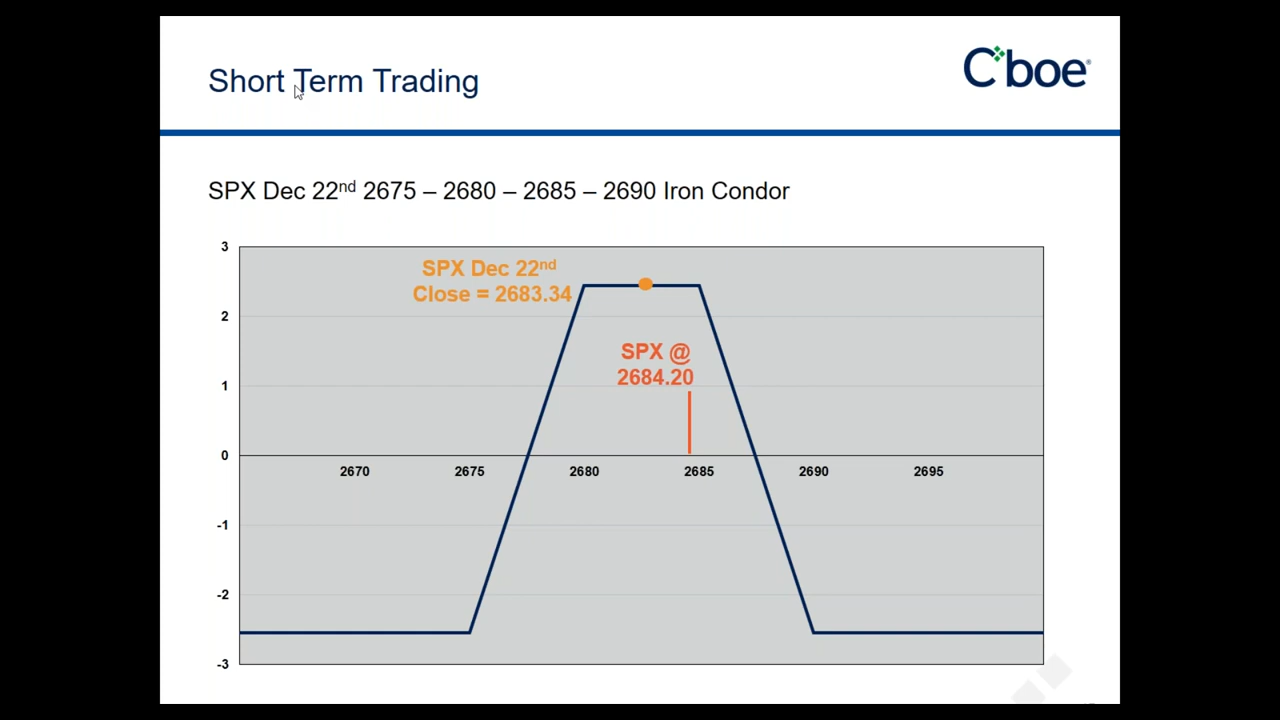 Short Term Trading
Cboe®
SPX Dec 22nd 2675 – 2680 – 2685 – 2690 Iron Condor
3
SPX Dec 22nd
Close = 2683.34
2
SPX @
2684.20
1
0
2670 2675 2680 2685 2690 2695
-1
-2
-3